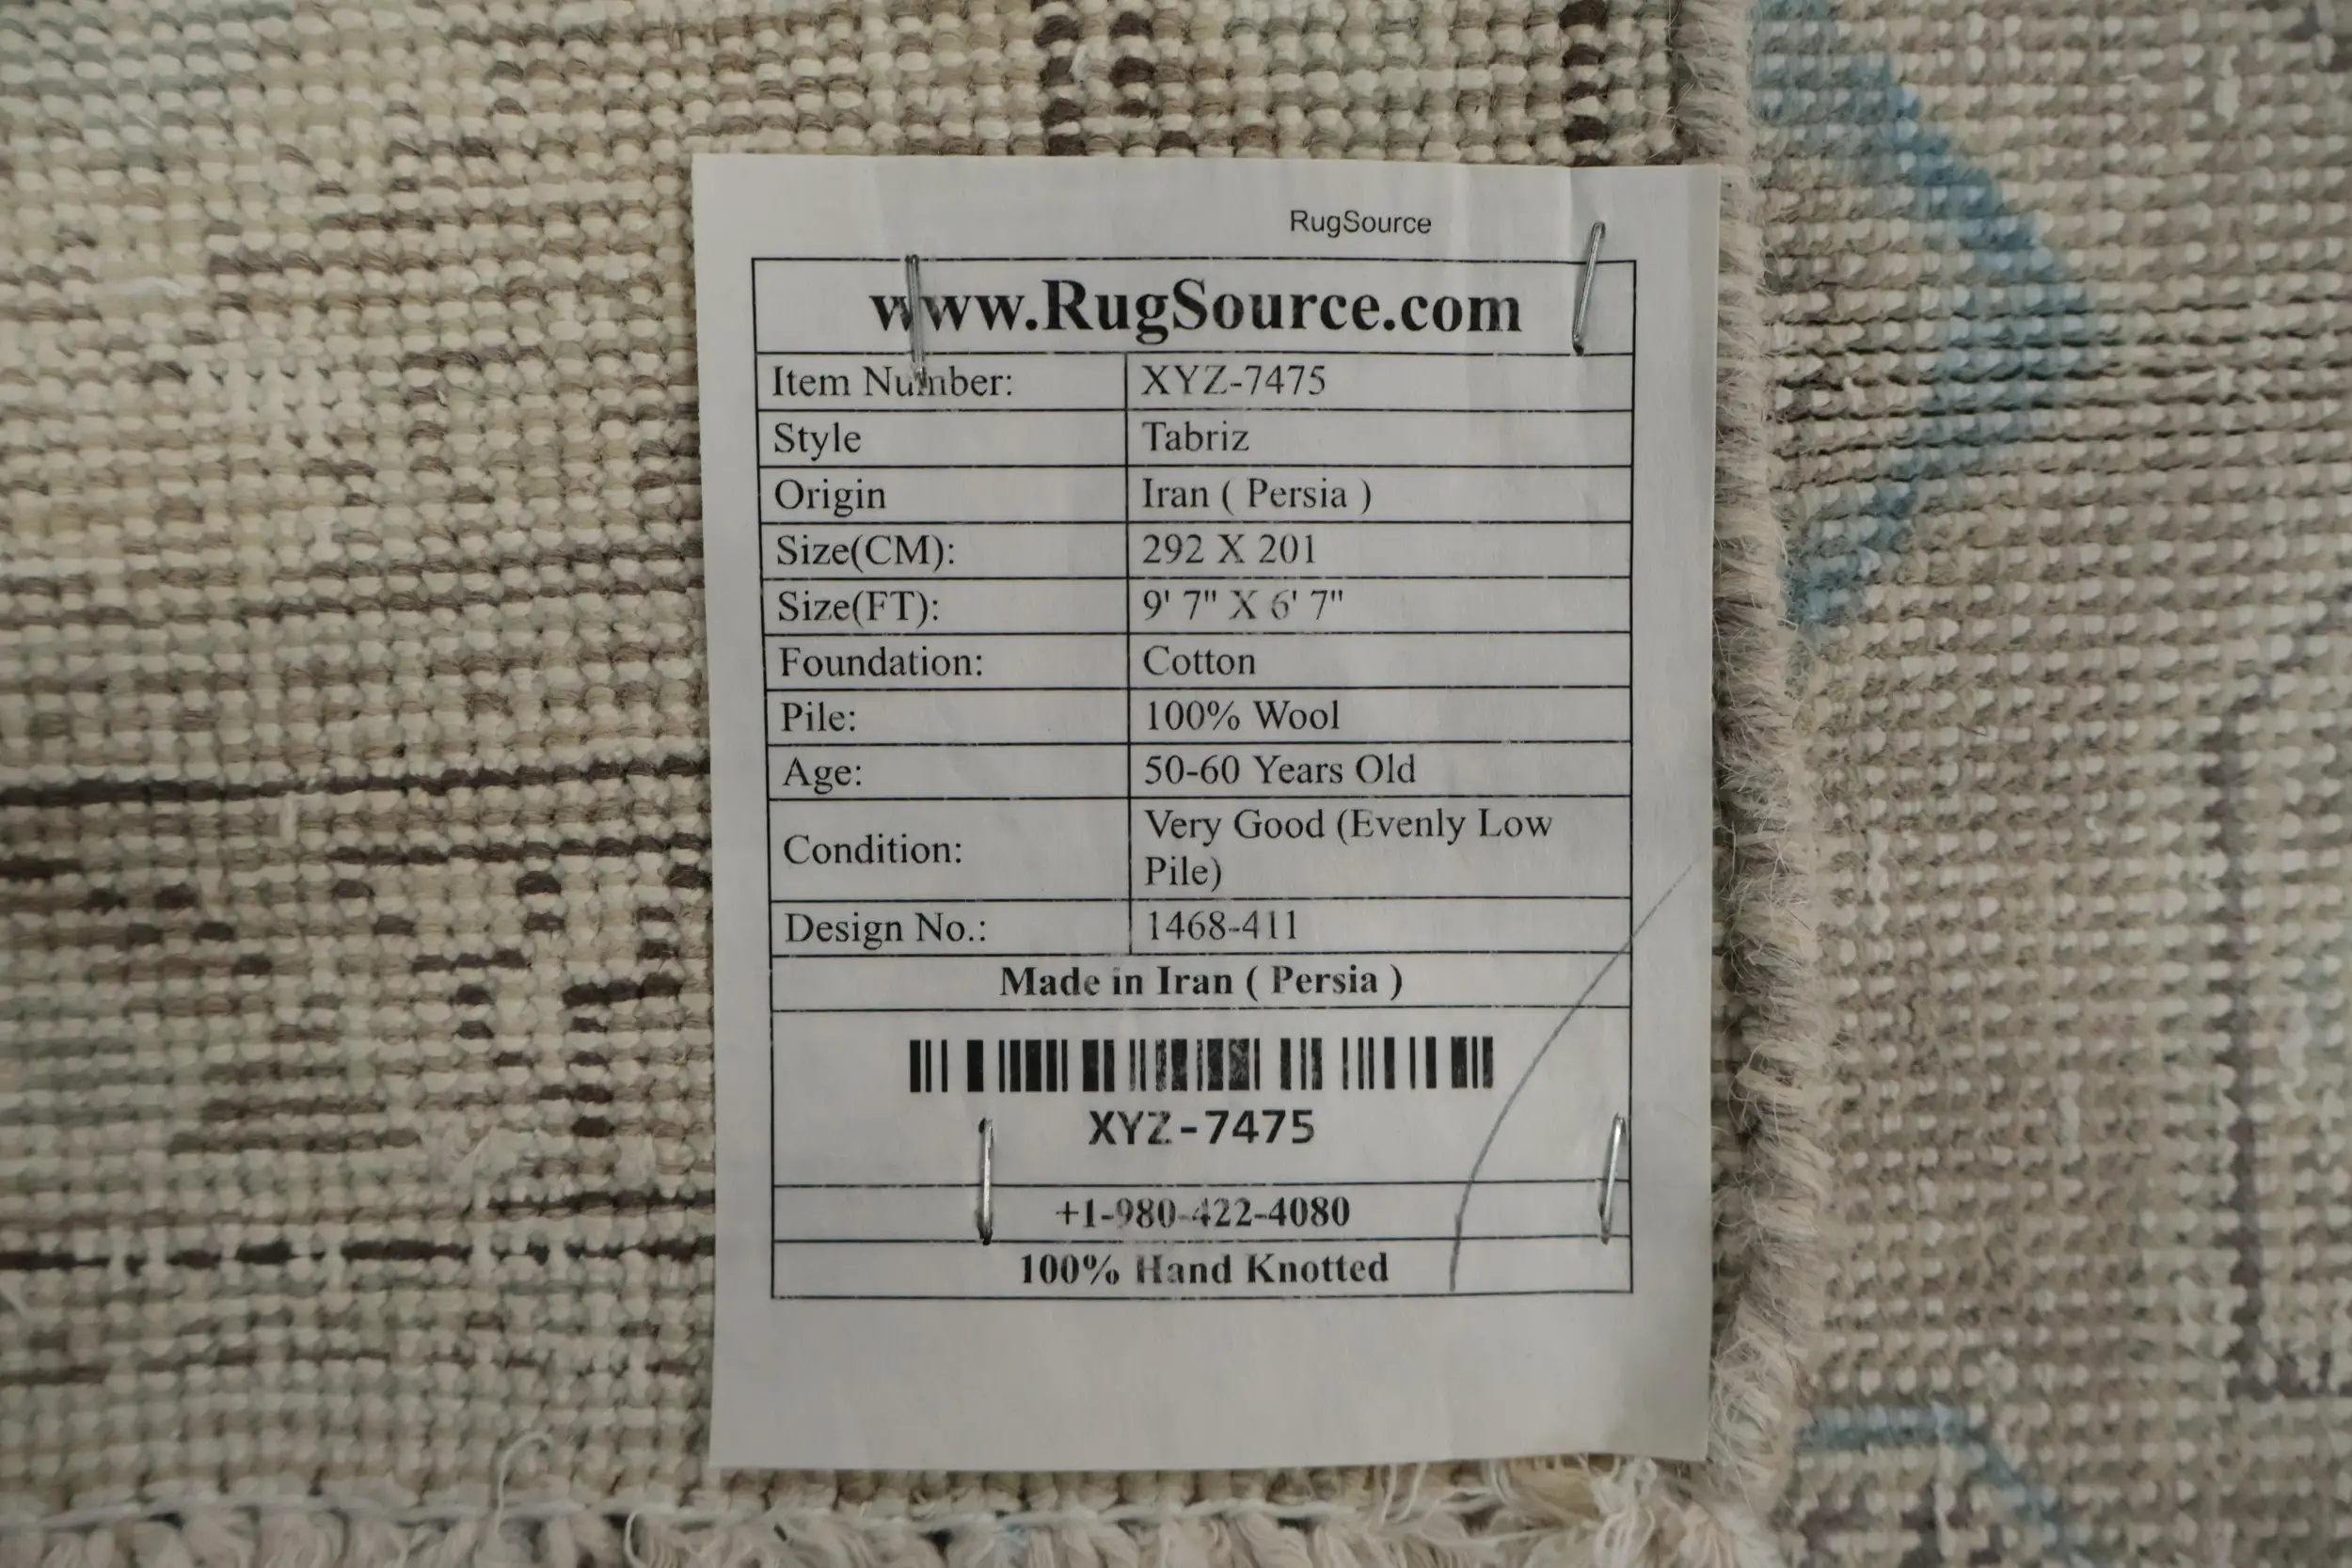 RugSource
www.RugSource.com
Item Number: XYZ-7475
Style Tabriz
Origin Iran ( Persia )
Size(CM): 292 X 201
Size(FT): 9' 7" X 6' 7"
Foundation: Cotton
Pile: 100% Wool
Age: 50-60 Years Old
Condition: Very Good (Evenly Low
Pile)
Design No.: 1468-411
Made in Iran ( Persia )
XYZ-7475
+1-980-422-4080
100% Hand Knotted